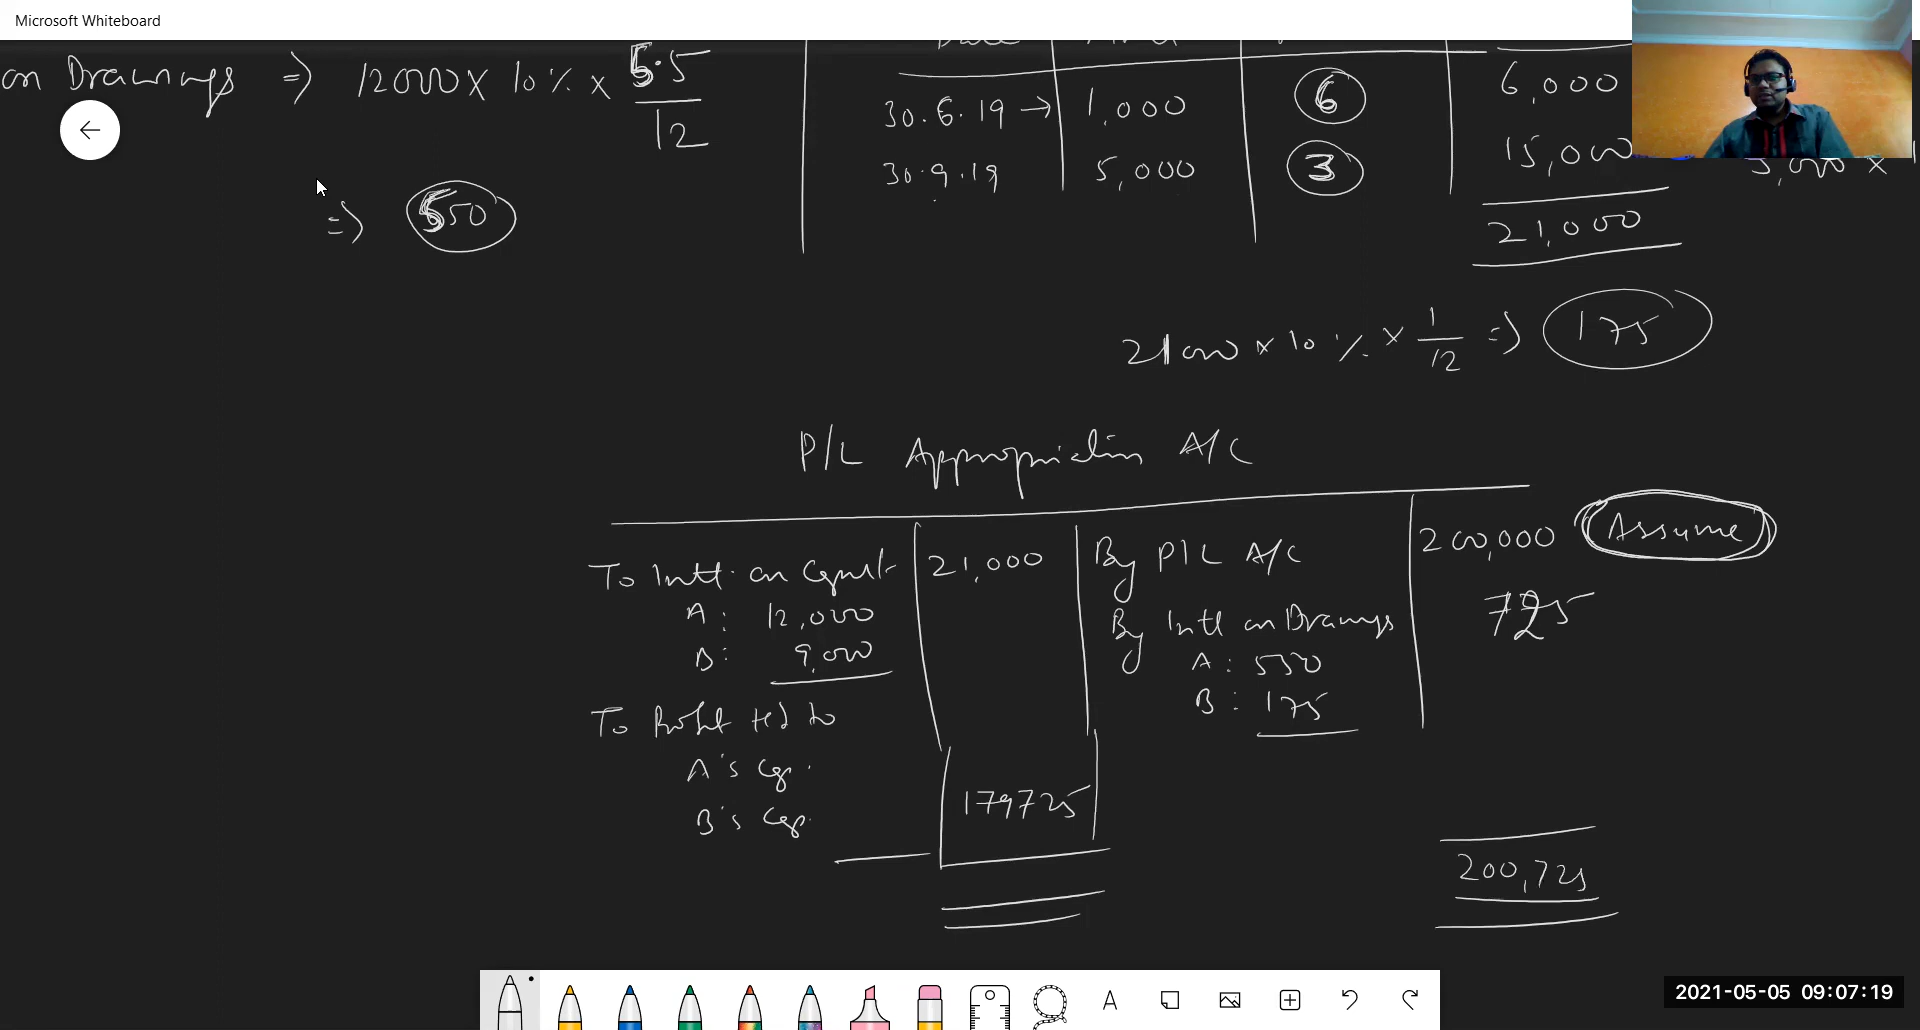 Microsoft Whiteboard
on Drawings ⇒ 12000 × 10 % × 5.5/12
⇒ 550
30.6.19 → 1,000 6 6,000
30.9.19 5,000 3 15,000
5,000 ×
21,000
21000 × 10 % × 1/12 ⇒ 175
P/L Appropriation A/C
To Intt. on Capital 21,000 By P/L A/C 200,000 Assume
A : 12,000 By Intt on Drawings 725
B : 9,000 A : 550
To Profit tfd to B : 175
A's Cap.
B's Cap. 179725
200,725
A
2021-05-05 09:07:19